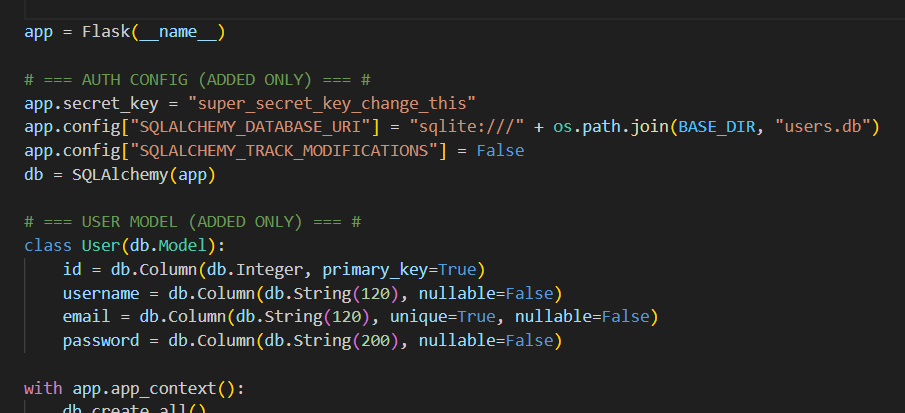 app = Flask(__name__)
# === AUTH CONFIG (ADDED ONLY) === #
app.secret_key = "super_secret_key_change_this"
app.config["SQLALCHEMY_DATABASE_URI"] = "sqlite:///" + os.path.join(BASE_DIR, "users.db")
app.config["SQLALCHEMY_TRACK_MODIFICATIONS"] = False
db = SQLAlchemy(app)
# === USER MODEL (ADDED ONLY) === #
class User(db.Model):
    id = db.Column(db.Integer, primary_key=True)
    username = db.Column(db.String(120), nullable=False)
    email = db.Column(db.String(120), unique=True, nullable=False)
    password = db.Column(db.String(200), nullable=False)
with app.app_context():
    db.create_all()